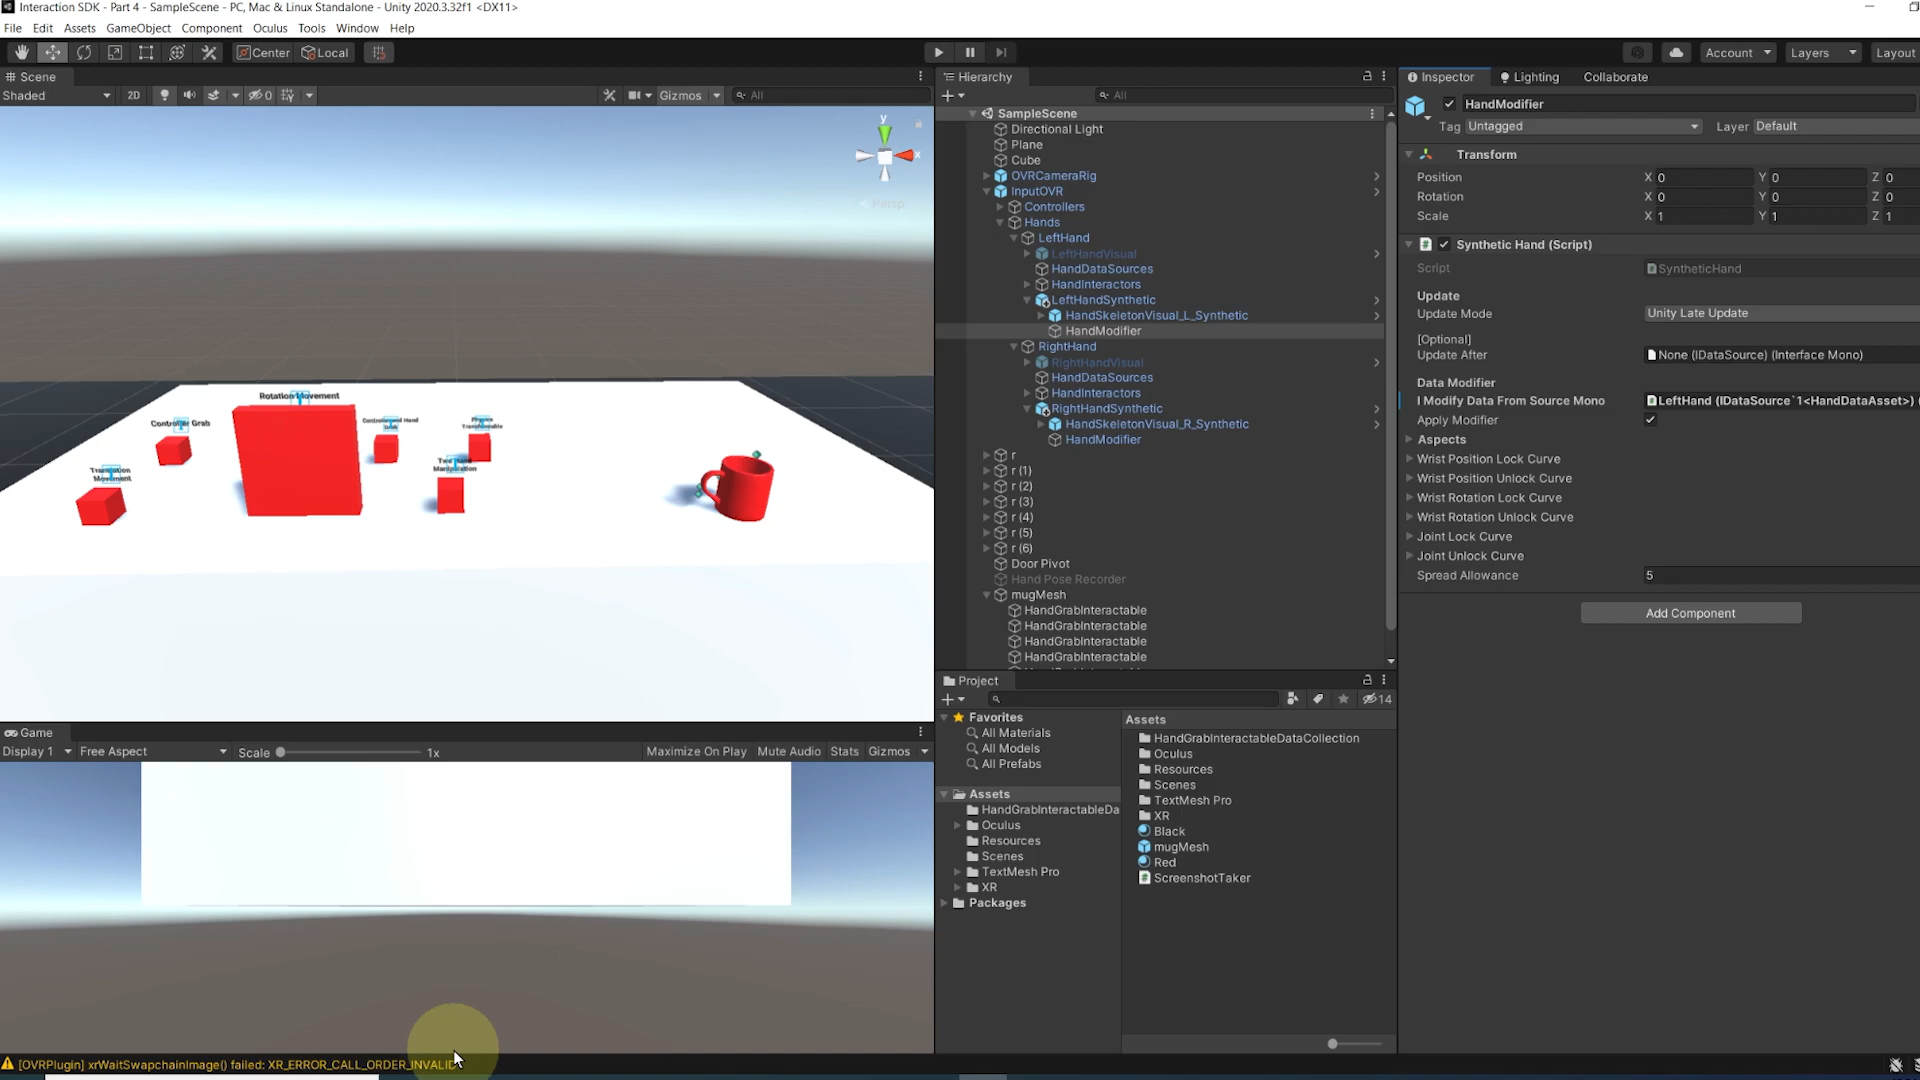 Interaction SDK - Part 4 - SampleScene - PC, Mac & Linux Standalone - Unity 2020.3.32f1 <DX11>
File Edit Assets GameObject Component Oculus Tools Window Help
Center Local
Account Layers Layout
Scene
Shaded 2D 0 Gizmos All
y
x
Persp
Rotation Movement
Controller Grab
Translation
Movement
Game
Display 1 Free Aspect Scale 1x Maximize On Play Mute Audio Stats Gizmos
[OVRPlugin] xrWaitSwapchainImage() failed: XR_ERROR_CALL_ORDER_INVALID
Hierarchy
All
SampleScene
Directional Light
Plane
Cube
OVRCameraRig
InputOVR
Controllers
Hands
LeftHand
LeftHandVisual
HandDataSources
HandInteractors
LeftHandSynthetic
HandSkeletonVisual_L_Synthetic
HandModifier
RightHand
RightHandVisual
HandDataSources
HandInteractors
RightHandSynthetic
HandSkeletonVisual_R_Synthetic
HandModifier
r
r (1)
r (2)
r (3)
r (4)
r (5)
r (6)
Door Pivot
Hand Pose Recorder
mugMesh
HandGrabInteractable
HandGrabInteractable
HandGrabInteractable
HandGrabInteractable
Project
14
Favorites
All Materials
All Models
All Prefabs
Assets
HandGrabInteractableDa
Oculus
Resources
Scenes
TextMesh Pro
XR
Packages
Assets
HandGrabInteractableDataCollection
Oculus
Resources
Scenes
TextMesh Pro
XR
Black
mugMesh
Red
ScreenshotTaker
Inspector Lighting Collaborate
HandModifier
Tag Untagged Layer Default
Transform
Position X 0 Y 0 Z 0
Rotation X 0 Y 0 Z 0
Scale X 1 Y 1 Z 1
Synthetic Hand (Script)
Script SyntheticHand
Update
Update Mode Unity Late Update
[Optional]
Update After None (IDataSource) (Interface Mono)
Data Modifier
I Modify Data From Source Mono LeftHand (IDataSource`1<HandDataAsset>) (
Apply Modifier
Aspects
Wrist Position Lock Curve
Wrist Position Unlock Curve
Wrist Rotation Lock Curve
Wrist Rotation Unlock Curve
Joint Lock Curve
Joint Unlock Curve
Spread Allowance 5
Add Component